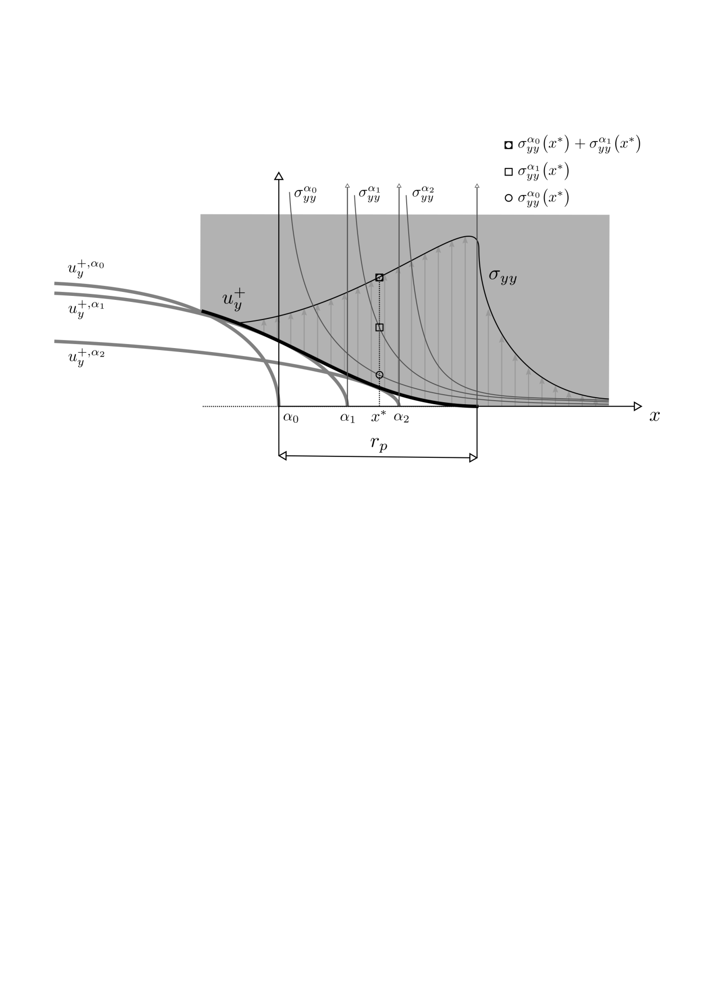 σ_yy^α₀(x*) + σ_yy^α₁(x*)
σ_yy^α₁(x*)
σ_yy^α₀ σ_yy^α₁ σ_yy^α₂ σ_yy^α₀(x*)
u_y^+,α₀
σ_yy
u_y^+
u_y^+,α₁
u_y^+,α₂
α₀ α₁ x* α₂ x
r_p